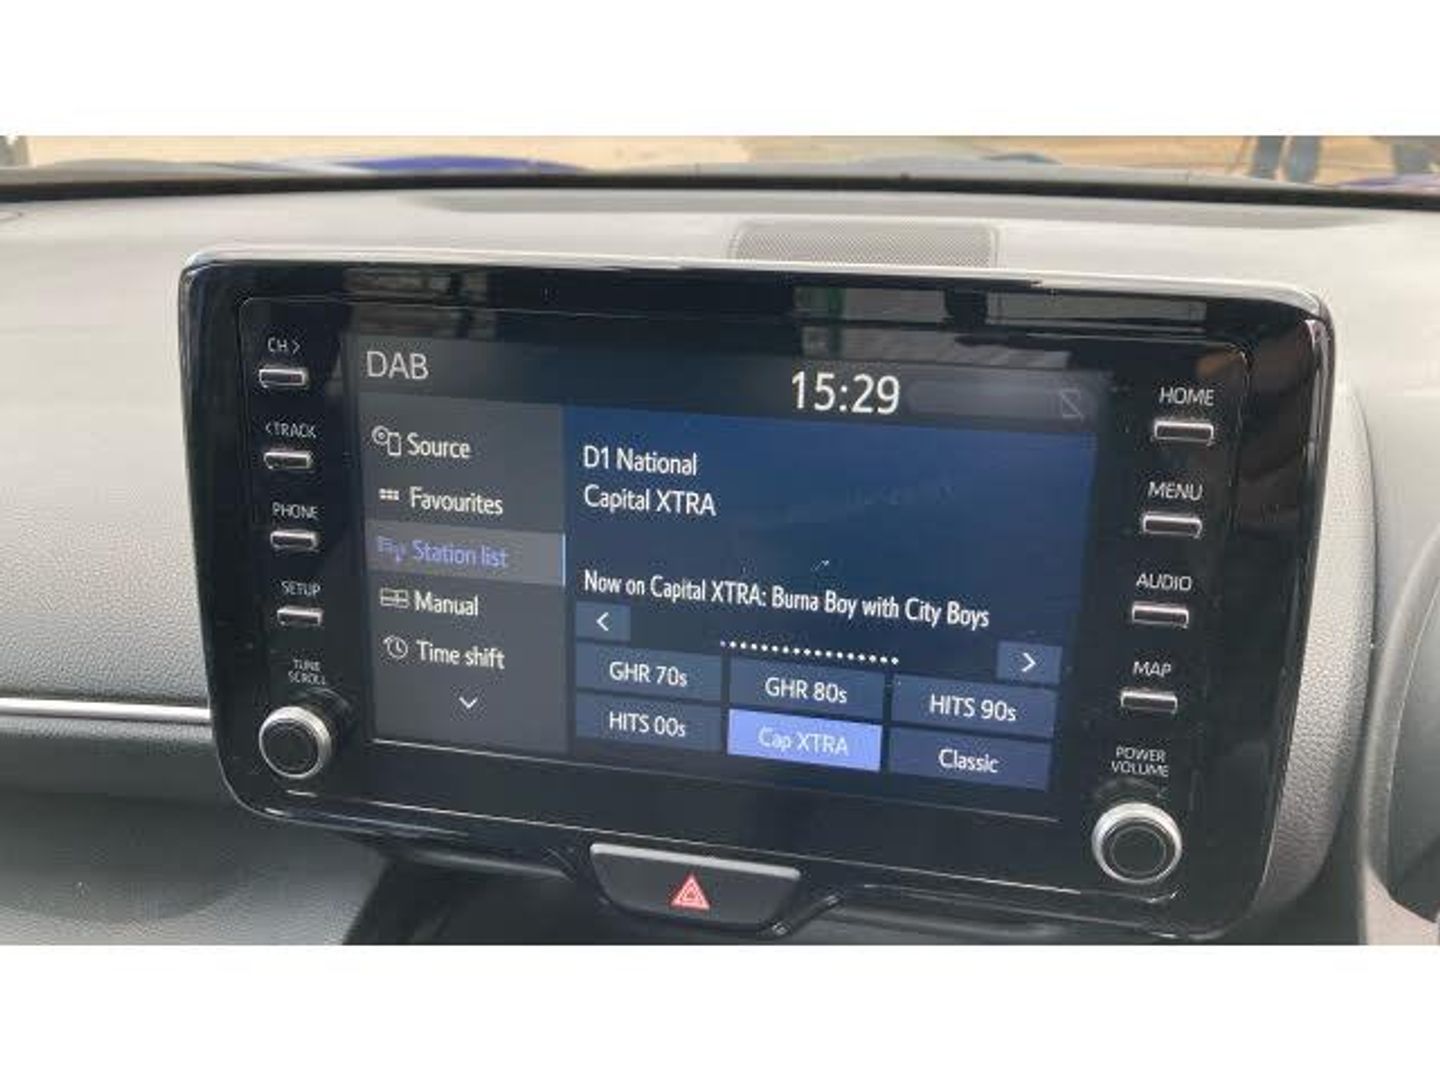 CH >
< TRACK
PHONE
SETUP
TUNE
SCROLL
DAB
15:29
Source
Favourites
Station list
Manual
Time shift
D1 National
Capital XTRA
Now on Capital XTRA: Burna Boy with City Boys
<
>
GHR 70s
GHR 80s
HITS 90s
HITS 00s
Cap XTRA
Classic
HOME
MENU
AUDIO
MAP
POWER
VOLUME